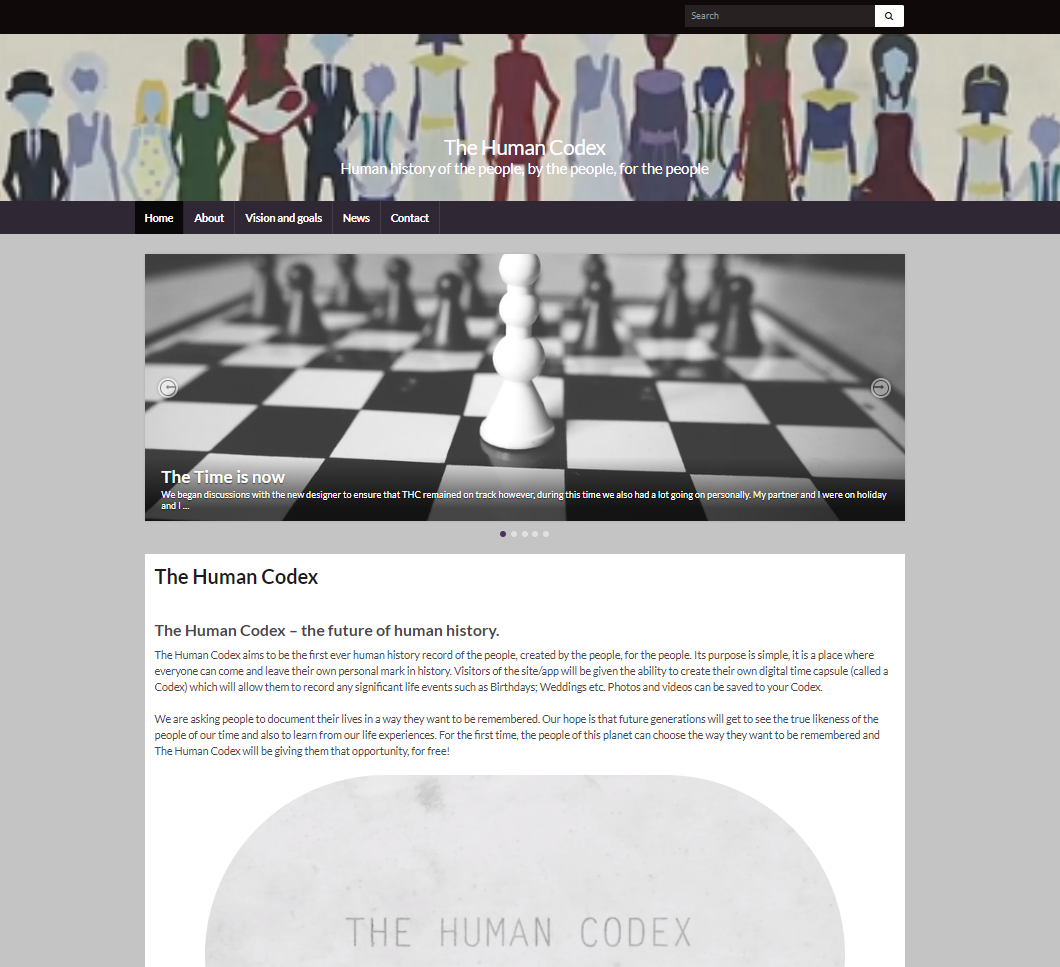 Search
The Human Codex
Human history of the people, by the people, for the people
Home About Vision and goals News Contact
The Time is now
We began discussions with the new designer to ensure that THC remained on track however, during this time we also had a lot going on personally. My partner and I were on holiday
and I ...
The Human Codex
The Human Codex – the future of human history.
The Human Codex aims to be the first ever human history record of the people, created by the people, for the people. Its purpose is simple, it is a place where
everyone can come and leave their own personal mark in history. Visitors of the site/app will be given the ability to create their own digital time capsule (called a
Codex) which will allow them to record any significant life events such as Birthdays; Weddings etc. Photos and videos can be saved to your Codex.
We are asking people to document their lives in a way they want to be remembered. Our hope is that future generations will get to see the true likeness of the
people of our time and also to learn from our life experiences. For the first time, the people of this planet can choose the way they want to be remembered and
The Human Codex will be giving them that opportunity, for free!
THE HUMAN CODEX